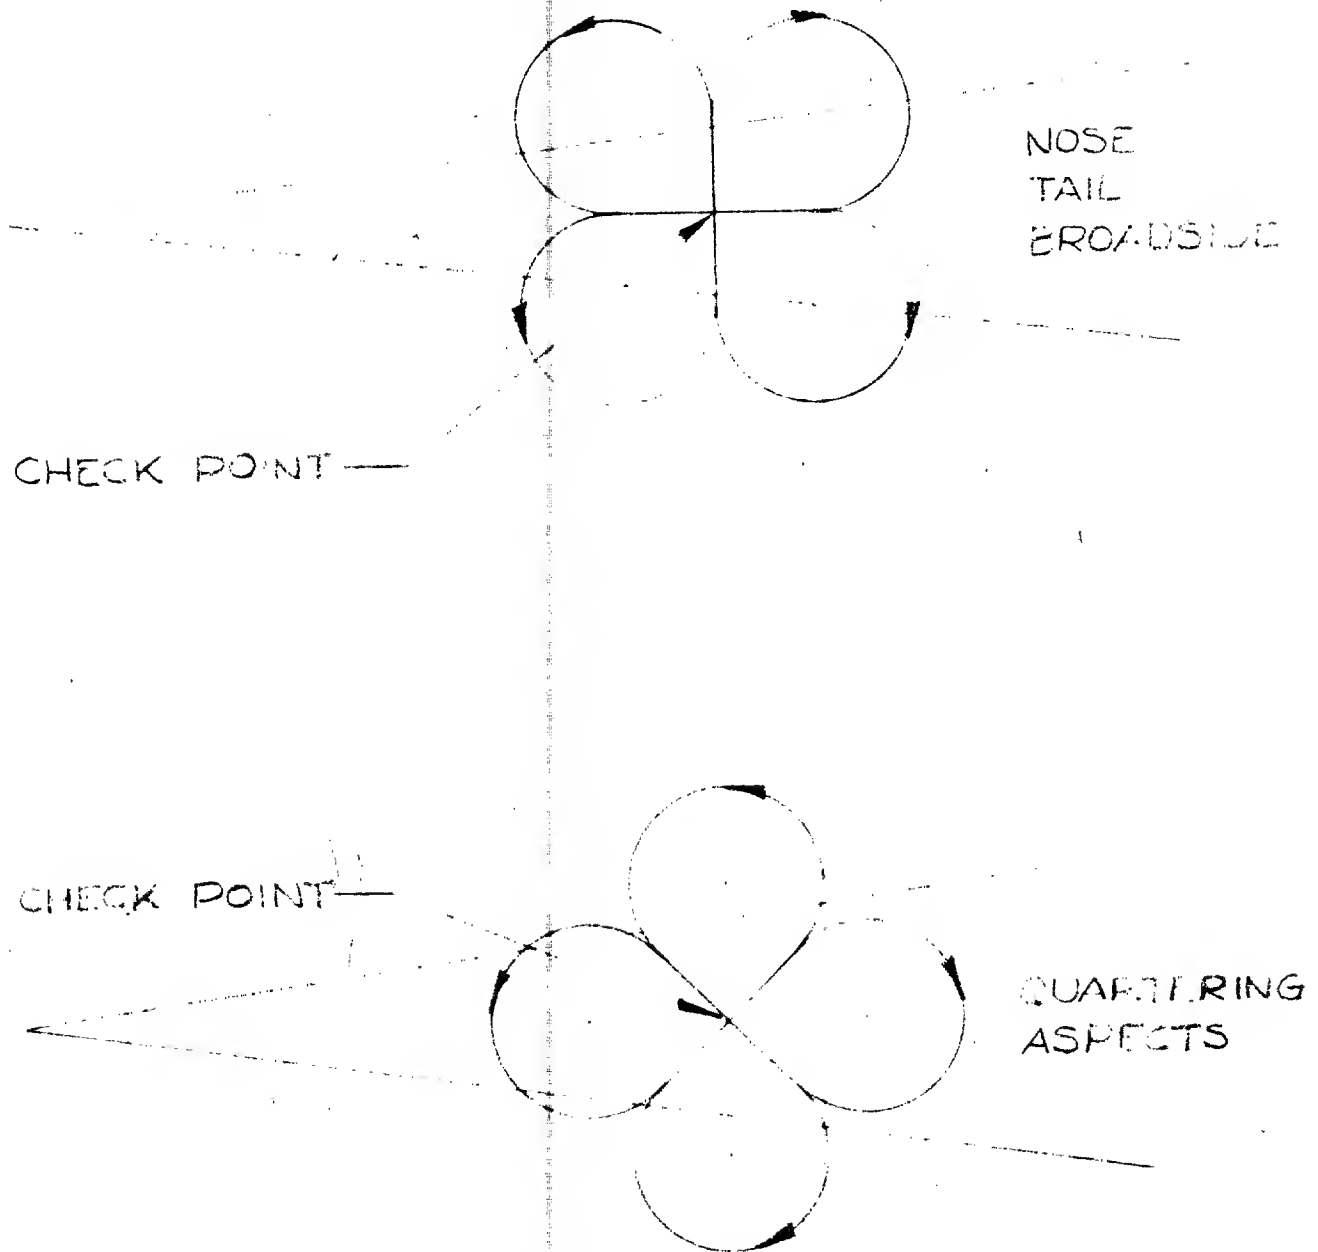 NOSE
TAIL
BROADSIDE
CHECK POINT
CHECK POINT
QUARTERING
ASPECTS